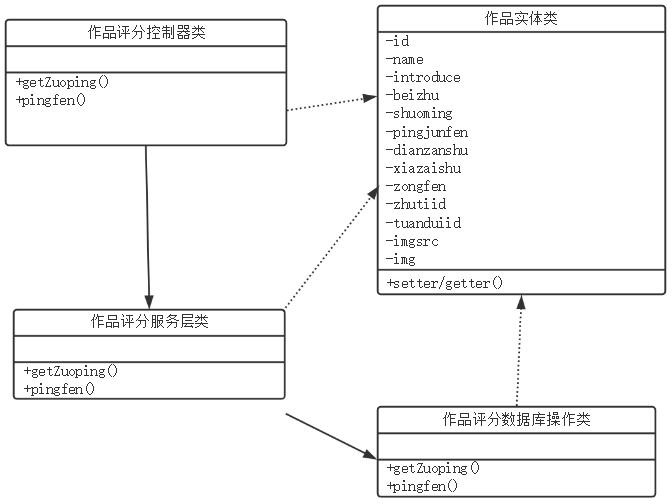 作品评分控制器类
+getZuoping()
+pingfen()
作品实体类
-id
-name
-introduce
-beizhu
-shuoming
-pingjunfen
-dianzanshu
-xiazaishu
-zongfen
-zhutiid
-tuanduiid
-imgsrc
-img
+setter/getter()
作品评分服务层类
+getZuoping()
+pingfen()
作品评分数据库操作类
+getZuoping()
+pingfen()